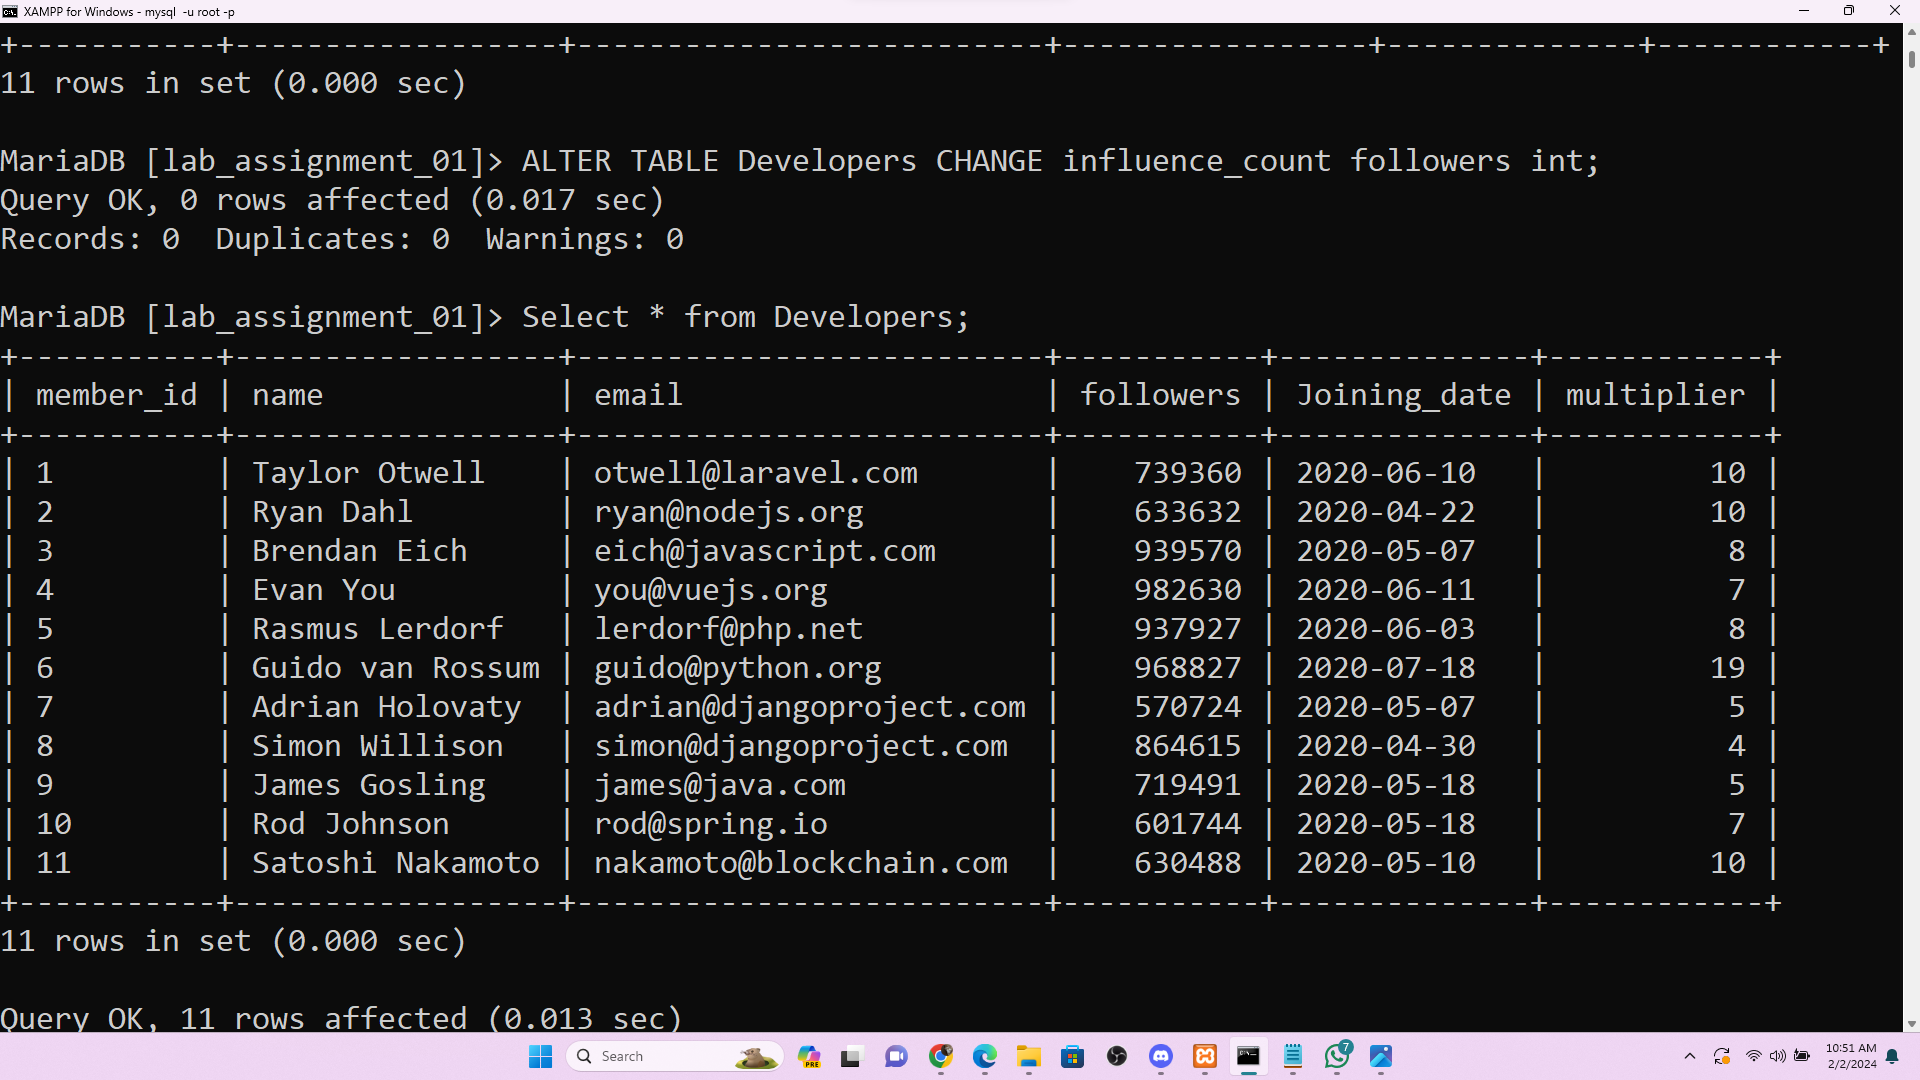 XAMPP for Windows - mysql  -u root -p
+-----------+------------------+--------------------------+-----------------+--------------+------------+
11 rows in set (0.000 sec)
MariaDB [lab_assignment_01]> ALTER TABLE Developers CHANGE influence_count followers int;
Query OK, 0 rows affected (0.017 sec)
Records: 0  Duplicates: 0  Warnings: 0
MariaDB [lab_assignment_01]> Select * from Developers;
+-----------+------------------+--------------------------+-----------+--------------+------------+
| member_id | name             | email                    | followers | Joining_date | multiplier |
+-----------+------------------+--------------------------+-----------+--------------+------------+
| 1         | Taylor Otwell    | otwell@laravel.com       |    739360 | 2020-06-10   |         10 |
| 2         | Ryan Dahl        | ryan@nodejs.org          |    633632 | 2020-04-22   |         10 |
| 3         | Brendan Eich     | eich@javascript.com      |    939570 | 2020-05-07   |          8 |
| 4         | Evan You         | you@vuejs.org            |    982630 | 2020-06-11   |          7 |
| 5         | Rasmus Lerdorf   | lerdorf@php.net          |    937927 | 2020-06-03   |          8 |
| 6         | Guido van Rossum | guido@python.org         |    968827 | 2020-07-18   |         19 |
| 7         | Adrian Holovaty  | adrian@djangoproject.com |    570724 | 2020-05-07   |          5 |
| 8         | Simon Willison   | simon@djangoproject.com  |    864615 | 2020-04-30   |          4 |
| 9         | James Gosling    | james@java.com           |    719491 | 2020-05-18   |          5 |
| 10        | Rod Johnson      | rod@spring.io            |    601744 | 2020-05-18   |          7 |
| 11        | Satoshi Nakamoto | nakamoto@blockchain.com  |    630488 | 2020-05-10   |         10 |
+-----------+------------------+--------------------------+-----------+--------------+------------+
11 rows in set (0.000 sec)
Query OK, 11 rows affected (0.013 sec)
Search
PRE
7
10:51 AM
2/2/2024